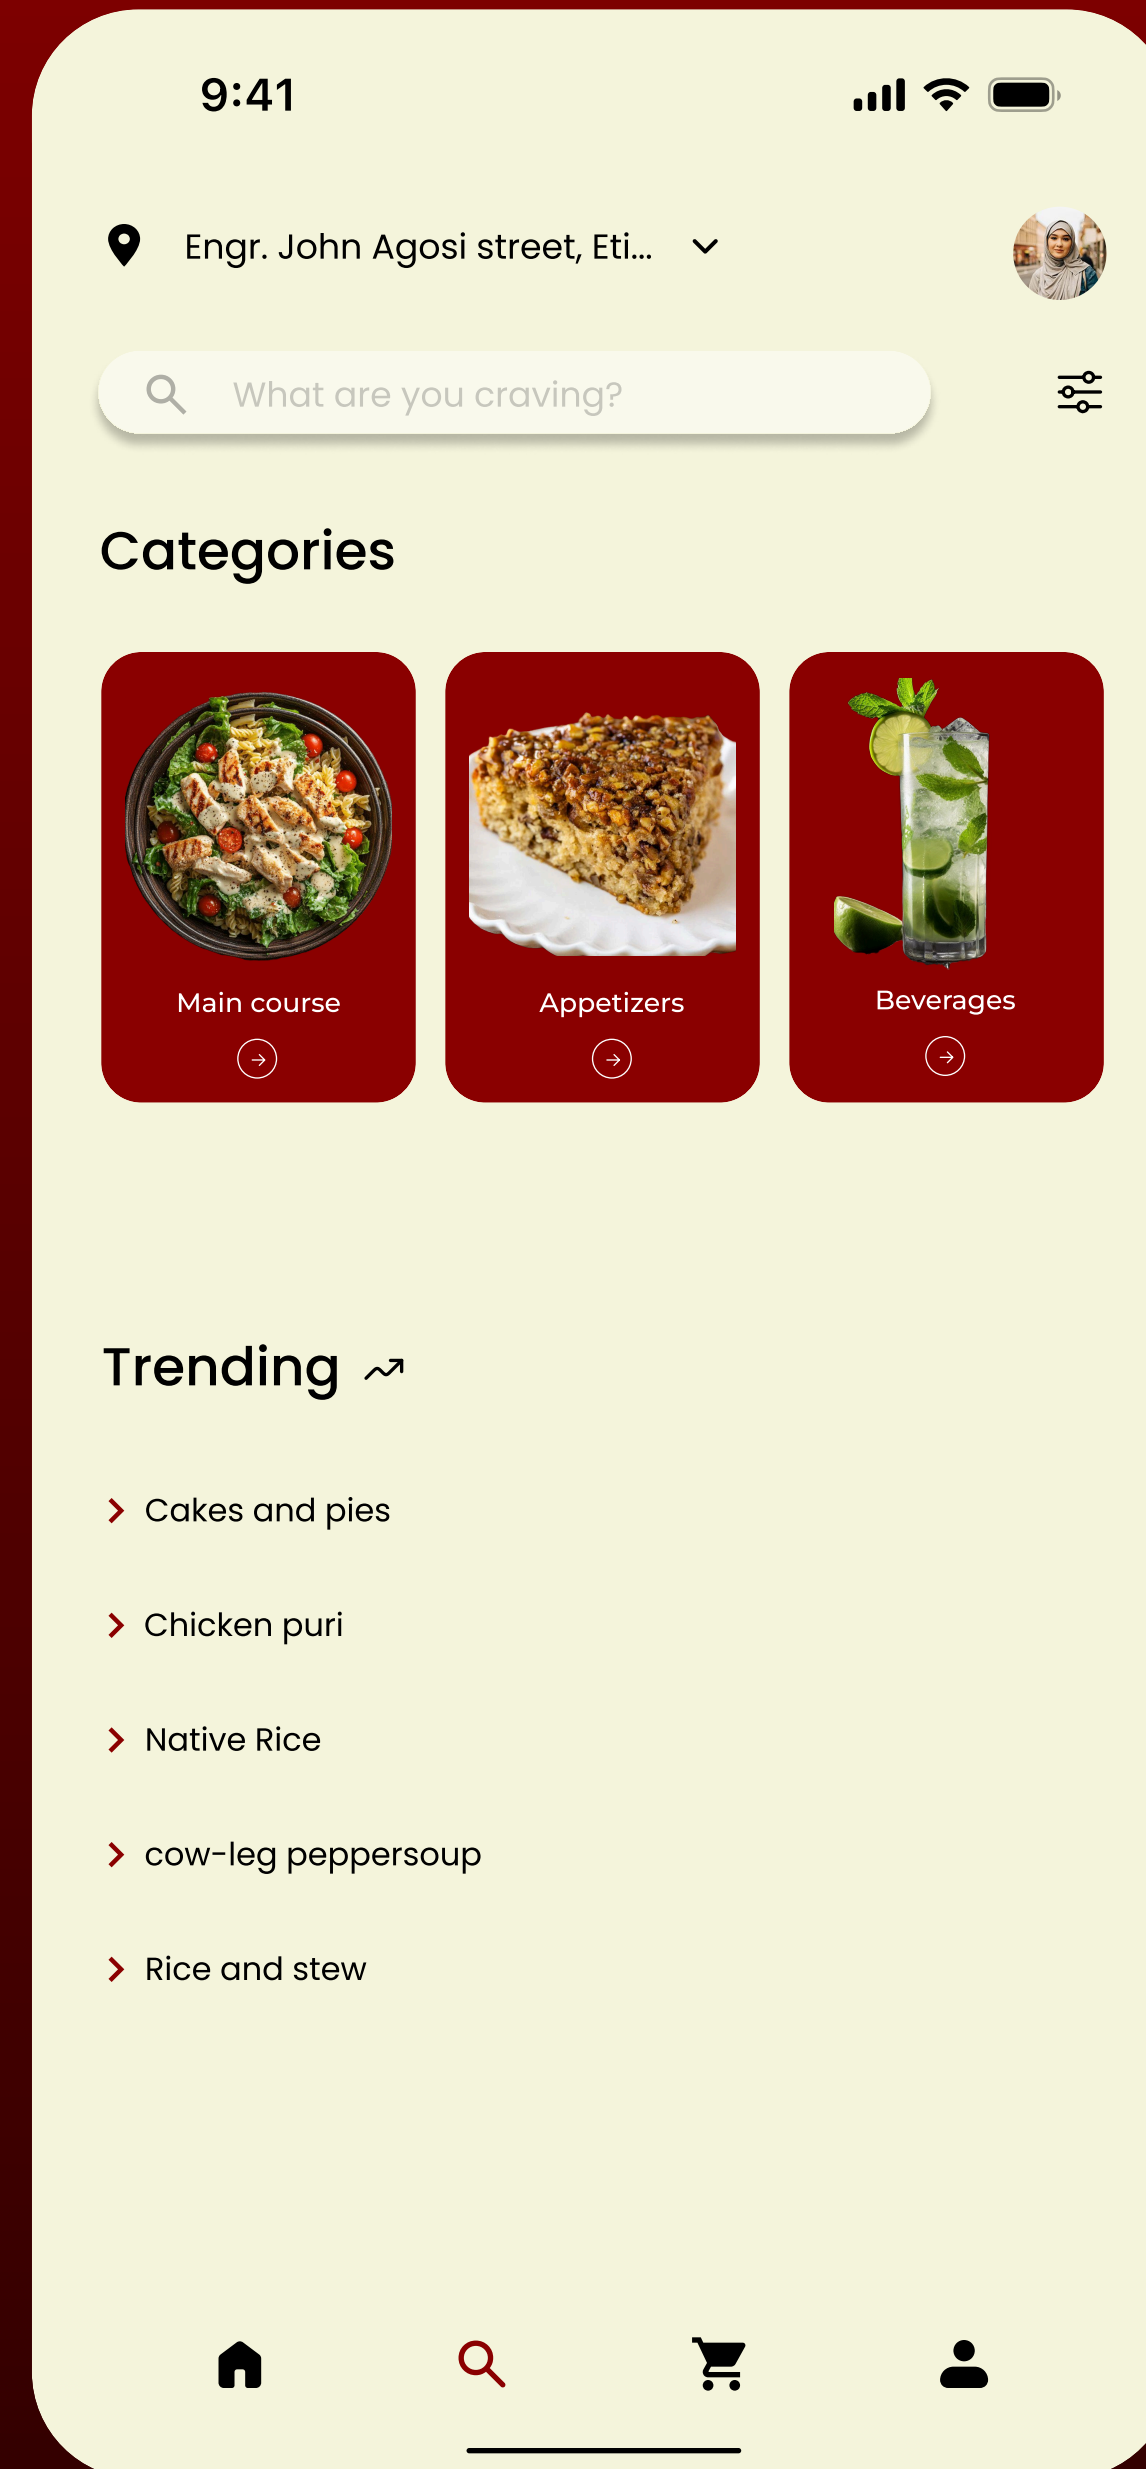 9:41
Engr. John Agosi street, Eti...
What are you craving?
Categories
Main course
Appetizers
Beverages
Trending
Cakes and pies
Chicken puri
Native Rice
cow-leg peppersoup
Rice and stew